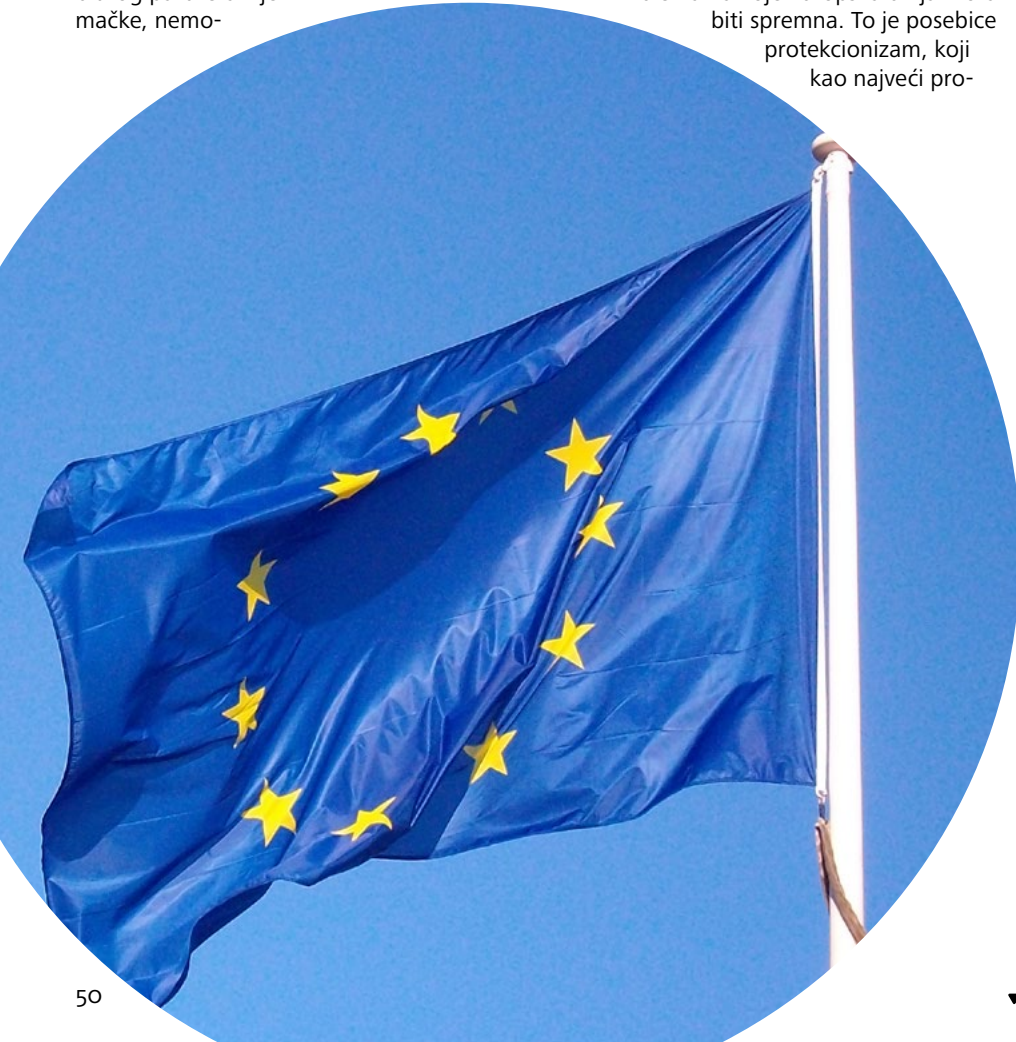 mačke, nemo-
biti spremna. To je posebice
protekcionizam, koji
kao najveći pro-
50